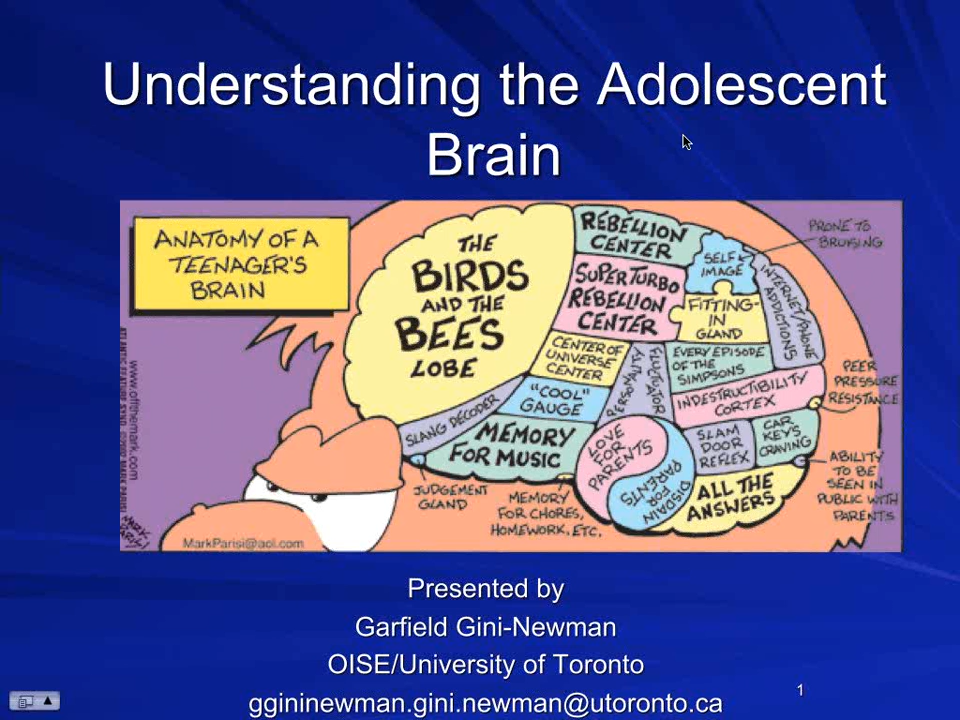 Understanding the Adolescent
Brain
ANATOMY OF A
TEENAGER'S
BRAIN
THE
BIRDS
AND THE
BEES
LOBE
REBELLION
CENTER
SUPER TURBO
REBELLION
CENTER
SELF
IMAGE
PRONE TO
BRUISING
FITTING-
IN
GLAND
INTERNET/PHONE
ADDICTIONS
CENTER OF
UNIVERSE
CENTER
PERSONALITY
FLUCTUATOR
EVERY EPISODE
OF THE
SIMPSONS
"COOL"
GAUGE
INDESTRUCTIBILITY
CORTEX
PEER
PRESSURE
RESISTANCE
SLANG DECODER
MEMORY
FOR MUSIC
LOVE
FOR
PARENTS
DISDAIN
FOR
PARENTS
SLAM
DOOR
REFLEX
CAR
KEYS
CRAVING
ALL THE
ANSWERS
ABILITY
TO BE
SEEN IN
PUBLIC WITH
PARENTS
JUDGEMENT
GLAND
MEMORY
FOR CHORES,
HOMEWORK, ETC.
www.offthemark.com
MarkParisi@aol.com
Presented by
Garfield Gini-Newman
OISE/University of Toronto
ggininewman.gini.newman@utoronto.ca
1